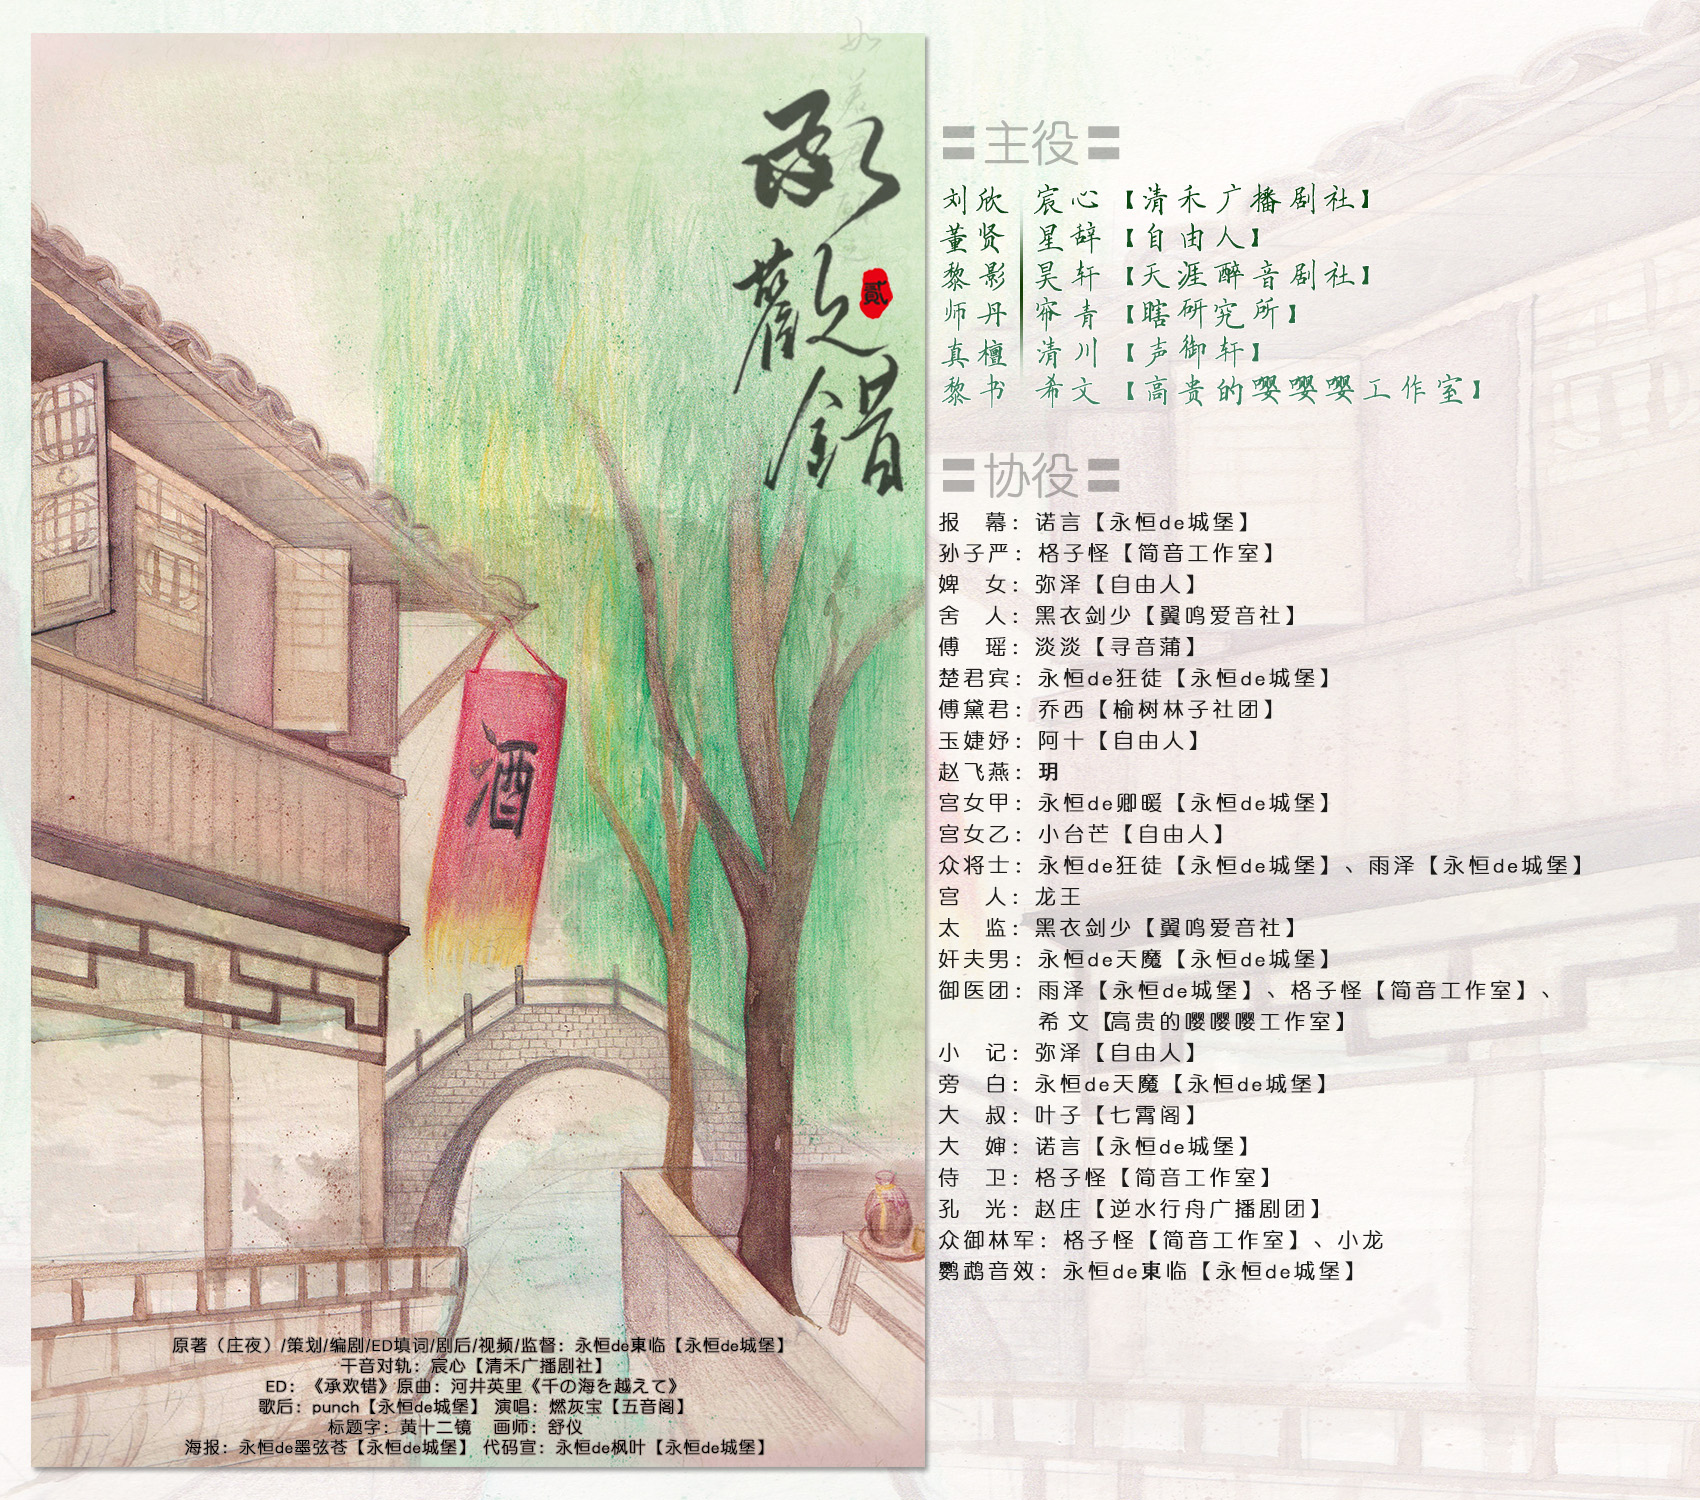 承歡錯
貳
酒
原著（庄夜）/策划/编剧/ED填词/剧后/视频/监督：永恒de東临【永恒de城堡】
干音对轨：宸心【清禾广播剧社】
ED：《承欢错》原曲：河井英里《千の海を越えて》
歌后：punch【永恒de城堡】 演唱：燃灰宝【五音阁】
标题字：黄十二镜 画师：舒仪
海报：永恒de墨弦苍【永恒de城堡】 代码宣：永恒de枫叶【永恒de城堡】
〓主役〓
刘欣 宸心【清禾广播剧社】
董贤 星辞【自由人】
黎影 昊轩【天涯醉音剧社】
师丹 帘青【瞎研究所】
真檀 清川【声御轩】
黎书 希文【高贵的嘤嘤嘤工作室】
〓协役〓
报 幕：诺言【永恒de城堡】
孙子严：格子怪【简音工作室】
婢 女：弥泽【自由人】
舍 人：黑衣剑少【翼鸣爱音社】
傅 瑶：淡淡【寻音蒲】
楚君宾：永恒de狂徒【永恒de城堡】
傅黛君：乔西【榆树林子社团】
玉婕妤：阿十【自由人】
赵飞燕：玥
宫女甲：永恒de卿暖【永恒de城堡】
宫女乙：小台芒【自由人】
众将士：永恒de狂徒【永恒de城堡】、雨泽【永恒de城堡】
宫 人：龙王
太 监：黑衣剑少【翼鸣爱音社】
奸夫男：永恒de天魔【永恒de城堡】
御医团：雨泽【永恒de城堡】、格子怪【简音工作室】、
希 文【高贵的嘤嘤嘤工作室】
小 记：弥泽【自由人】
旁 白：永恒de天魔【永恒de城堡】
大 叔：叶子【七霄阁】
大 婶：诺言【永恒de城堡】
侍 卫：格子怪【简音工作室】
孔 光：赵庄【逆水行舟广播剧团】
众御林军：格子怪【简音工作室】、小龙
鹦鹉音效：永恒de東临【永恒de城堡】